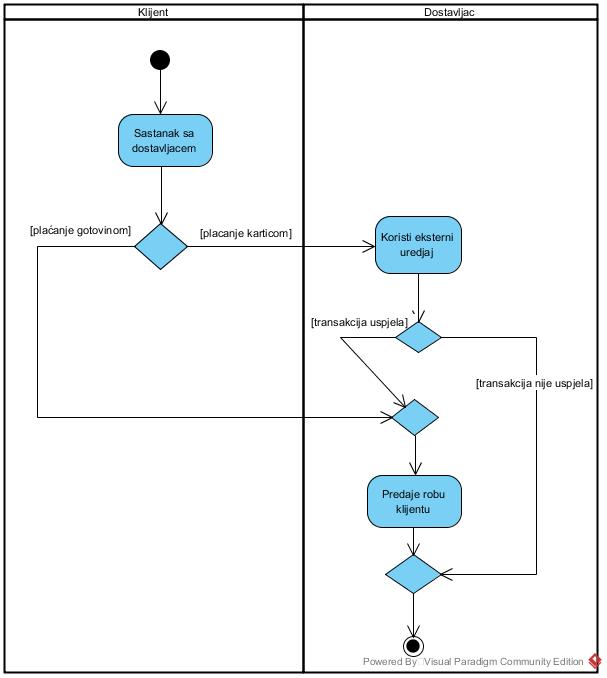 Klijent
Dostavljac
Sastanak sa
dostavljacem
[plaćanje gotovinom]
[placanje karticom]
Koristi eksterni
uredjaj
[transakcija uspjela]
[transakcija nije uspjela]
Predaje robu
klijentu
Powered By Visual Paradigm Community Edition